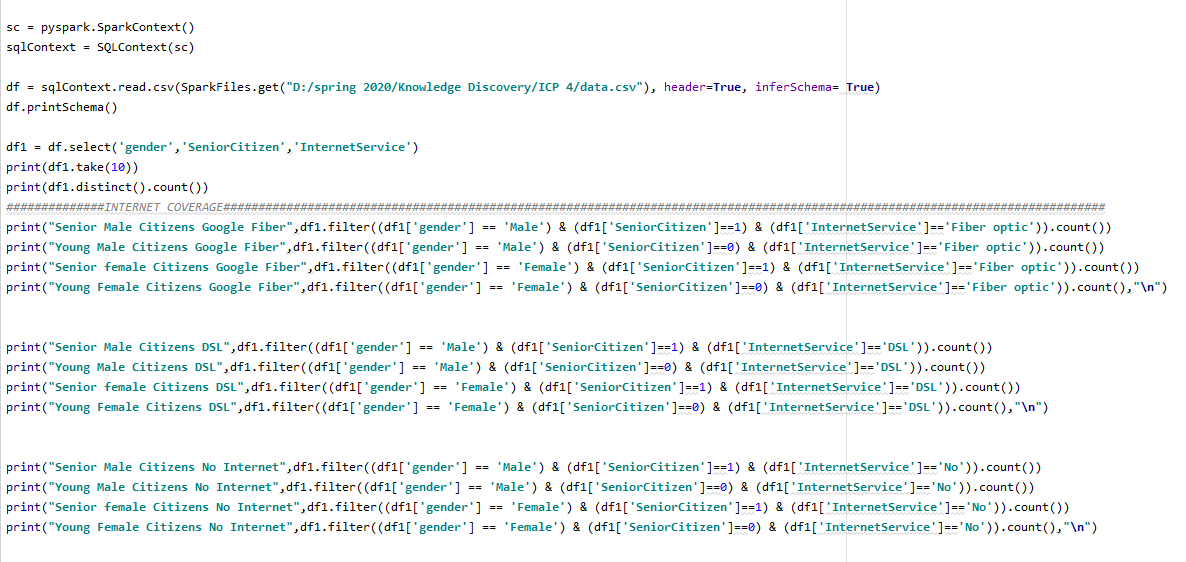 sc = pyspark.SparkContext()
sqlContext = SQLContext(sc)
df = sqlContext.read.csv(SparkFiles.get("D:/spring 2020/Knowledge Discovery/ICP 4/data.csv"), header=True, inferSchema= True)
df.printSchema()
df1 = df.select('gender','SeniorCitizen','InternetService')
print(df1.take(10))
print(df1.distinct().count())
##############INTERNET COVERAGE##############################################################################################################################
print("Senior Male Citizens Google Fiber",df1.filter((df1['gender'] == 'Male') & (df1['SeniorCitizen']==1) & (df1['InternetService']=='Fiber optic')).count())
print("Young Male Citizens Google Fiber",df1.filter((df1['gender'] == 'Male') & (df1['SeniorCitizen']==0) & (df1['InternetService']=='Fiber optic')).count())
print("Senior female Citizens Google Fiber",df1.filter((df1['gender'] == 'Female') & (df1['SeniorCitizen']==1) & (df1['InternetService']=='Fiber optic')).count())
print("Young Female Citizens Google Fiber",df1.filter((df1['gender'] == 'Female') & (df1['SeniorCitizen']==0) & (df1['InternetService']=='Fiber optic')).count(),"\n")
print("Senior Male Citizens DSL",df1.filter((df1['gender'] == 'Male') & (df1['SeniorCitizen']==1) & (df1['InternetService']=='DSL')).count())
print("Young Male Citizens DSL",df1.filter((df1['gender'] == 'Male') & (df1['SeniorCitizen']==0) & (df1['InternetService']=='DSL')).count())
print("Senior female Citizens DSL",df1.filter((df1['gender'] == 'Female') & (df1['SeniorCitizen']==1) & (df1['InternetService']=='DSL')).count())
print("Young Female Citizens DSL",df1.filter((df1['gender'] == 'Female') & (df1['SeniorCitizen']==0) & (df1['InternetService']=='DSL')).count(),"\n")
print("Senior Male Citizens No Internet",df1.filter((df1['gender'] == 'Male') & (df1['SeniorCitizen']==1) & (df1['InternetService']=='No')).count())
print("Young Male Citizens No Internet",df1.filter((df1['gender'] == 'Male') & (df1['SeniorCitizen']==0) & (df1['InternetService']=='No')).count())
print("Senior female Citizens No Internet",df1.filter((df1['gender'] == 'Female') & (df1['SeniorCitizen']==1) & (df1['InternetService']=='No')).count())
print("Young Female Citizens No Internet",df1.filter((df1['gender'] == 'Female') & (df1['SeniorCitizen']==0) & (df1['InternetService']=='No')).count(),"\n")